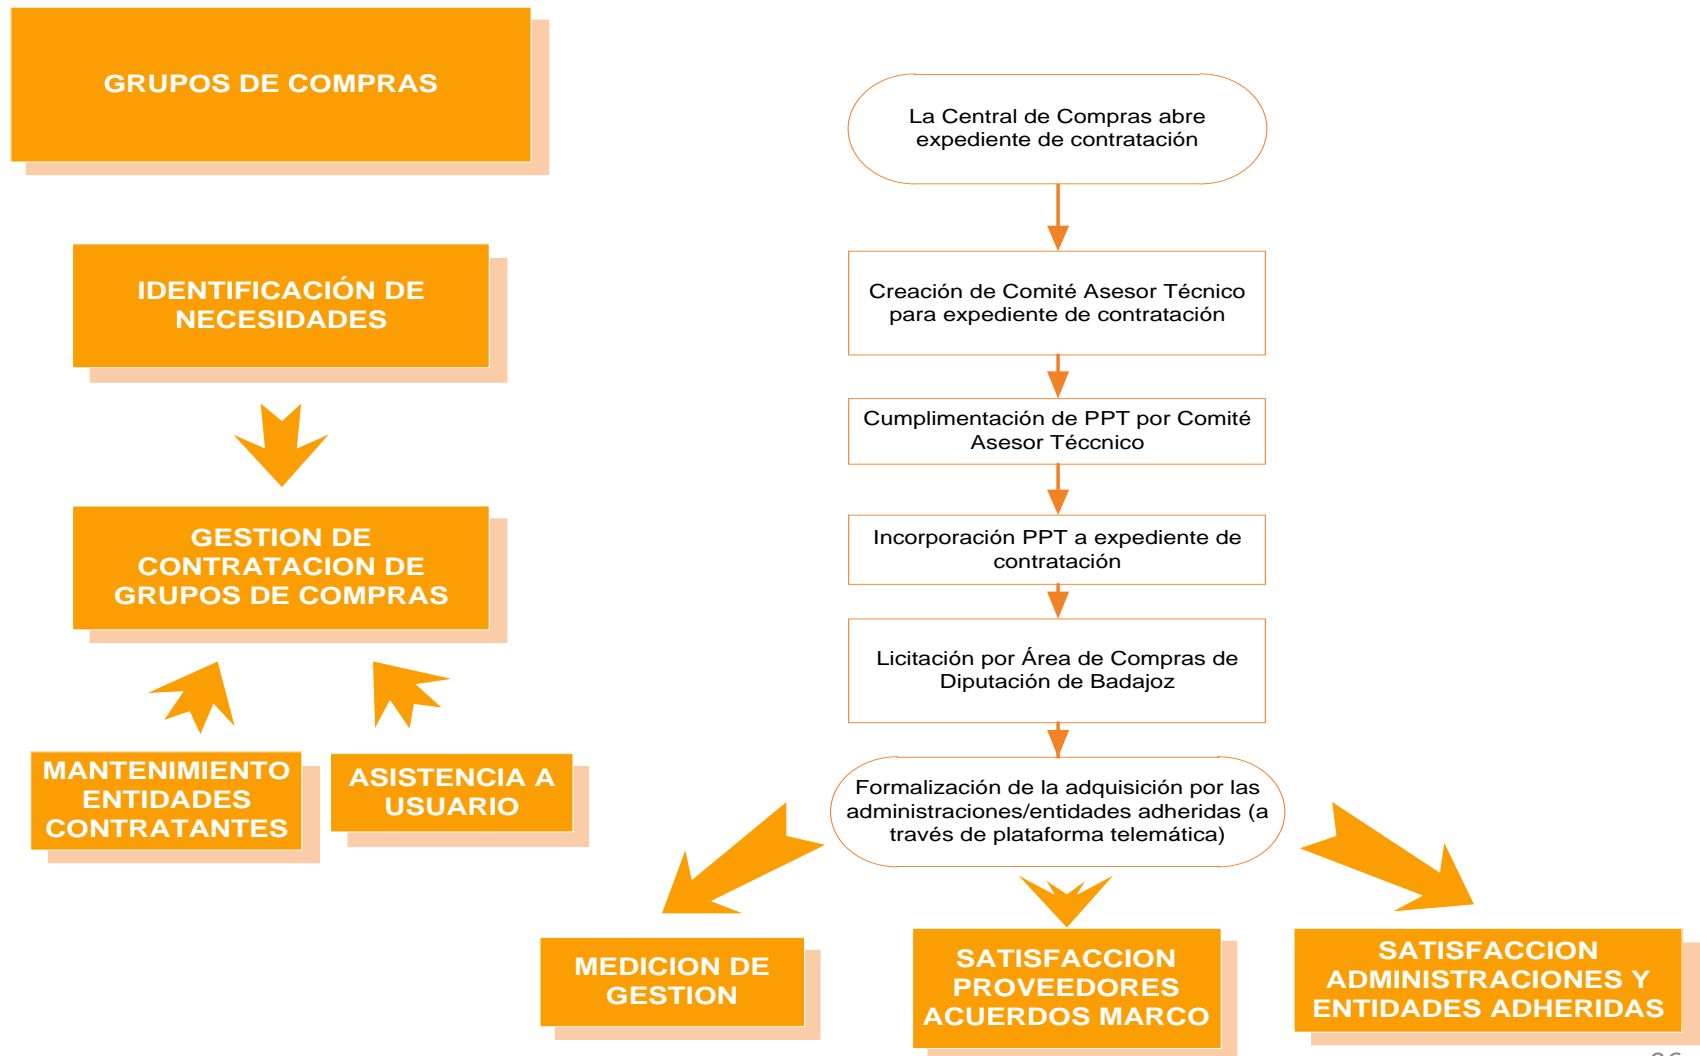 GRUPOS DE COMPRAS
IDENTIFICACIÓN DE
NECESIDADES
GESTION DE
CONTRATACION DE
GRUPOS DE COMPRAS
MANTENIMIENTO
ENTIDADES
CONTRATANTES
ASISTENCIA A
USUARIO
La Central de Compras abre
expediente de contratación
Creación de Comité Asesor Técnico
para expediente de contratación
Cumplimentación de PPT por Comité
Asesor Téccnico
Incorporación PPT a expediente de
contratación
Licitación por Área de Compras de
Diputación de Badajoz
Formalización de la adquisición por las
administraciones/entidades adheridas (a
través de plataforma telemática)
MEDICION DE
GESTION
SATISFACCION
PROVEEDORES
ACUERDOS MARCO
SATISFACCION
ADMINISTRACIONES Y
ENTIDADES ADHERIDAS